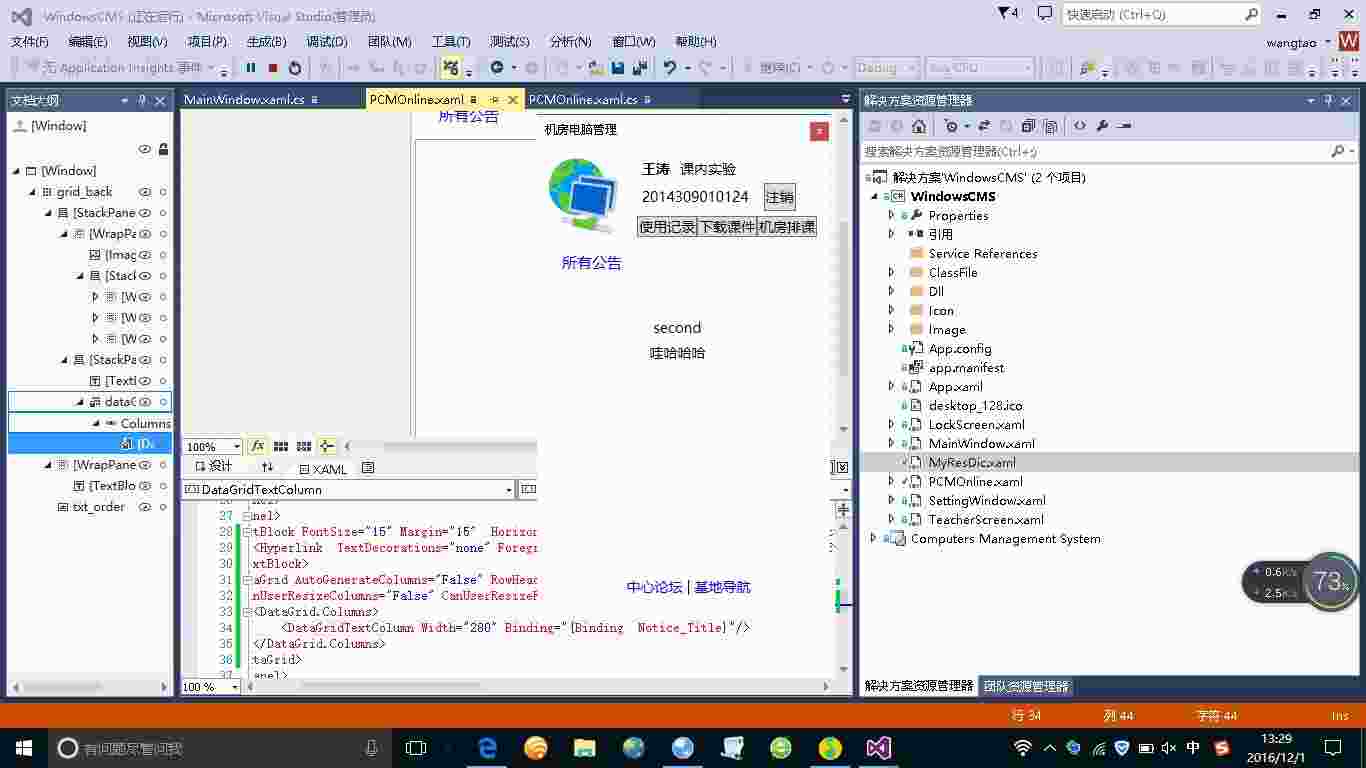 WindowsCMS (正在运行) - Microsoft Visual Studio(管理员)
4
快速启动 (Ctrl+Q)
文件(F) 编辑(E) 视图(V) 项目(P) 生成(B) 调试(D) 团队(M) 工具(T) 测试(S) 分析(N) 窗口(W) 帮助(H)
wangtao
W
无 Application Insights 事件
继续(C)
Debug
Any CPU
文档大纲
[Window]
[Window]
grid_back
[StackPane
[WrapPa
[Imag
[Stack
[W
[W
[W
[StackPa
[Text
dataG
Columns
[Da
[WrapPane
[TextBlo
txt_order
MainWindow.xaml.cs
PCMOnline.xaml
PCMOnline.xaml.cs
所有公告
机房电脑管理
王涛 课内实验
2014309010124
注销
使用记录 下载课件 机房排课
所有公告
second
哇哈哈哈
中心论坛 | 基地导航
100%
设计
XAML
DataGridTextColumn
27 nel>
28 tBlock FontSize="15" Margin="15" Horizon
29 <Hyperlink TextDecorations="none" Foregr
30 xtBlock>
31 aGrid AutoGenerateColumns="False" RowHead
32 nUserResizeColumns="False" CanUserResizeR
33 <DataGrid.Columns>
34 <DataGridTextColumn Width="280" Binding="{Binding Notice_Title}"/>
35 </DataGrid.Columns>
36 taGrid>
37 anel>
100 %
解决方案资源管理器
搜索解决方案资源管理器(Ctrl+;)
解决方案'WindowsCMS' (2 个项目)
WindowsCMS
Properties
引用
Service References
ClassFile
Dll
Icon
Image
App.config
app.manifest
App.xaml
desktop_128.ico
LockScreen.xaml
MainWindow.xaml
MyResDic.xaml
PCMOnline.xaml
SettingWindow.xaml
TeacherScreen.xaml
Computers Management System
0.6K/s
2.5K/s
73%
解决方案资源管理器 团队资源管理器
行 34 列 44 字符 44 Ins
有问题尽管问我
中
13:29
2016/12/1